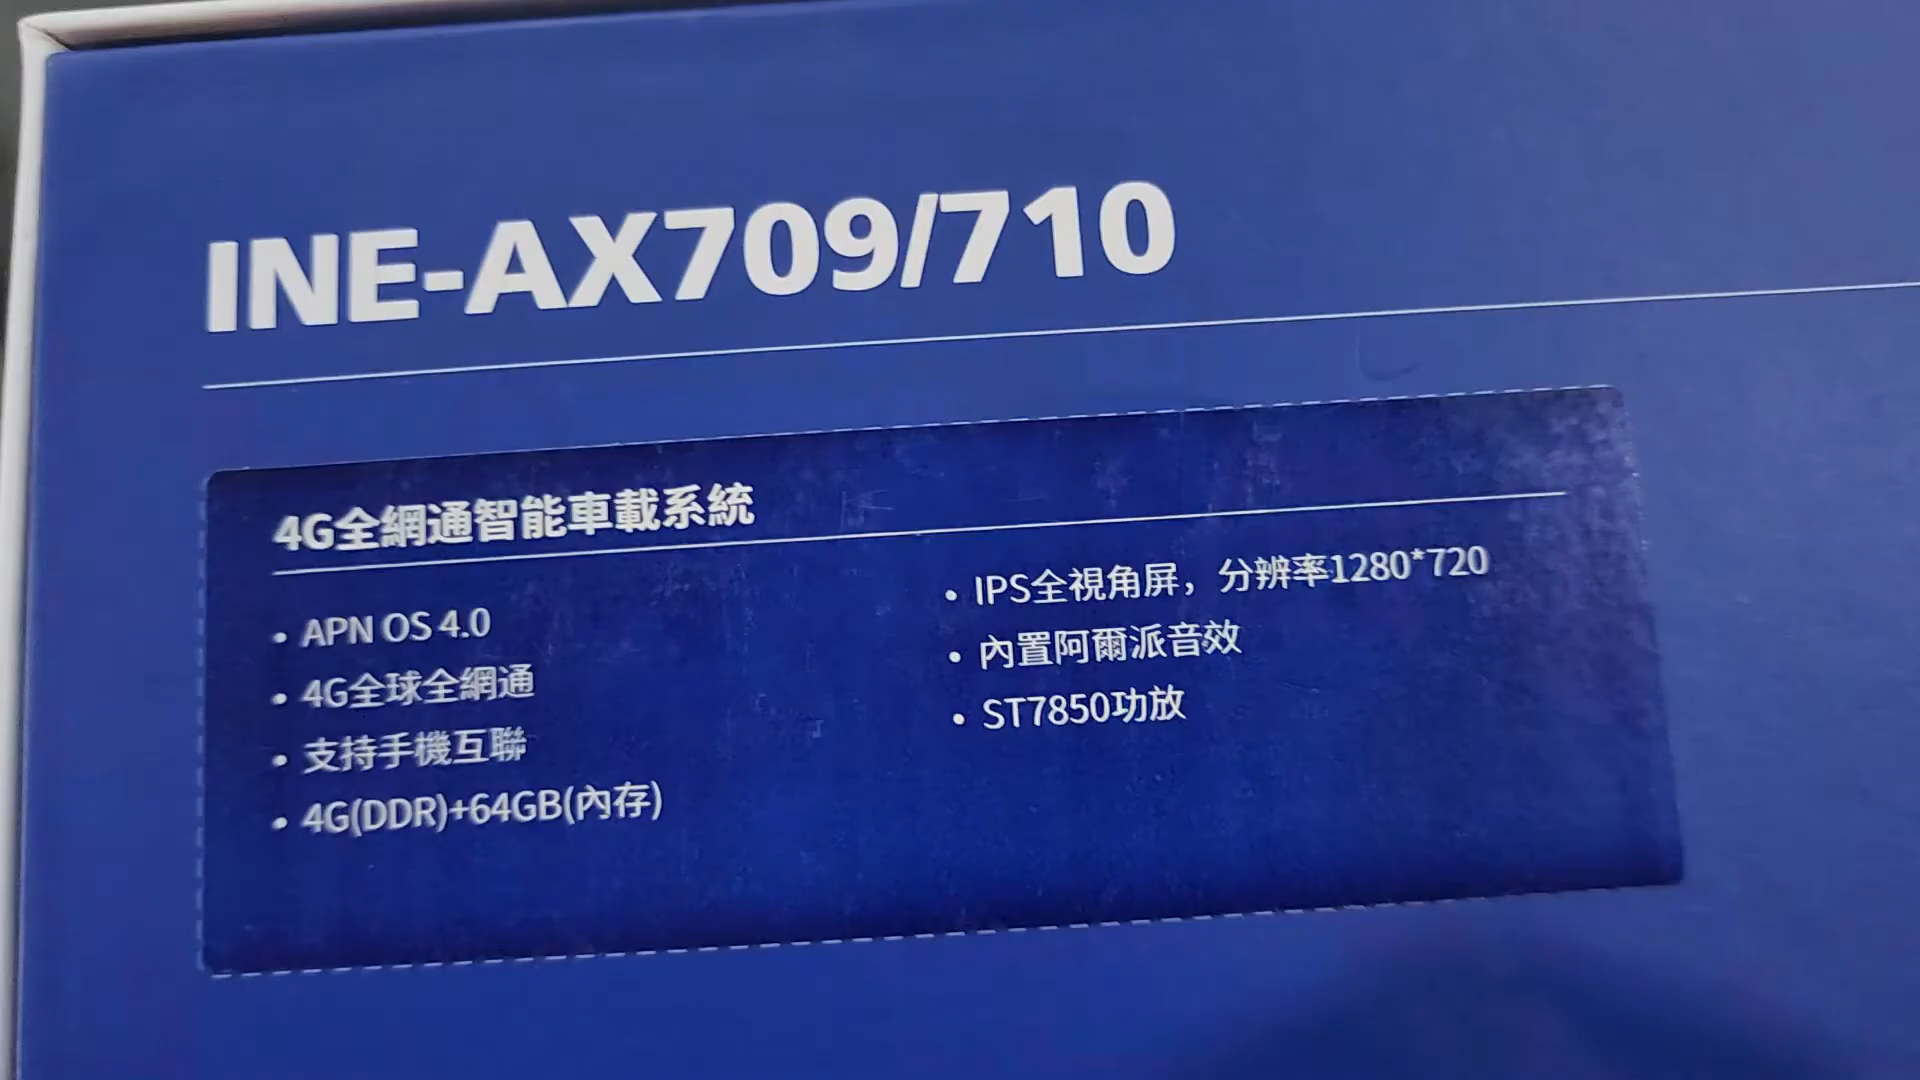 INE-AX709/710
4G全網通智能車載系統
• APN OS 4.0
• 4G全球全網通
• 支持手機互聯
• 4G(DDR)+64GB(內存)
• IPS全視角屏，分辨率1280*720
• 內置阿爾派音效
• ST7850功放